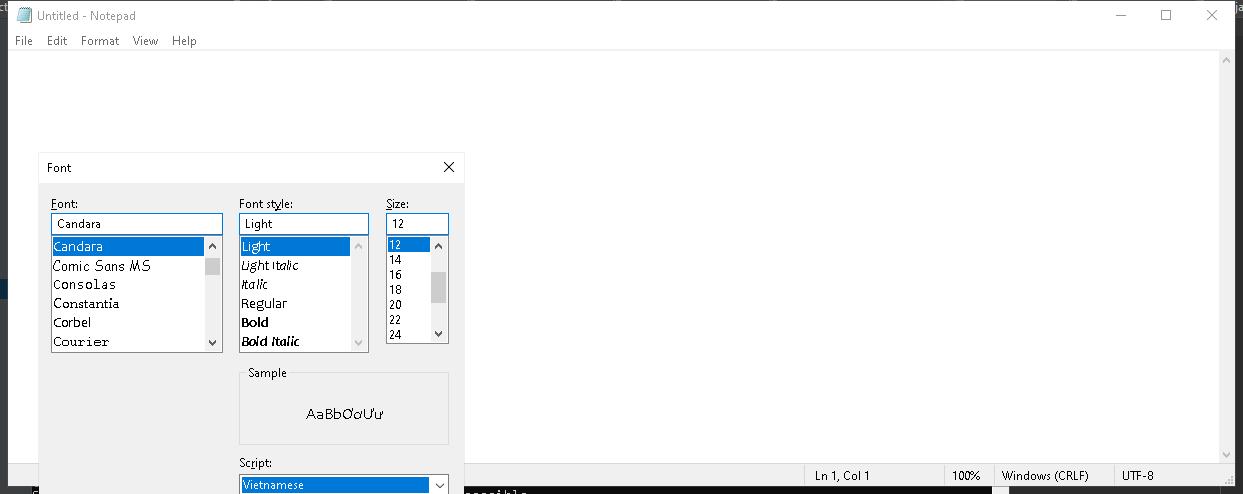 Untitled - Notepad
File Edit Format View Help
Font
Font: Font style: Size:
Candara Light 12
Candara Light 12
Comic Sans MS Light Italic 14
Consolas Italic 16
Constantia Regular 18
Corbel Bold 20
Courier Bold Italic 22
24
Sample
AaBbƠơƯư
Script:
Vietnamese
Ln 1, Col 1 100% Windows (CRLF) UTF-8